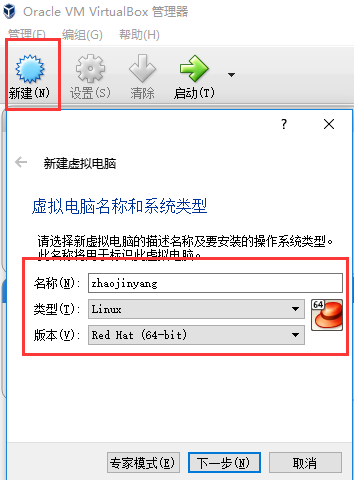 Oracle VM VirtualBox 管理器
管理(F) 编组(G) 帮助(H)
新建(N) 设置(S) 清除 启动(T)
?
新建虚拟电脑
虚拟电脑名称和系统类型
请选择新虚拟电脑的描述名称及要安装的操作系统类型。
此名称将用于标识此虚拟电脑。
名称(N): zhaojinyang
类型(T): Linux
64
版本(V): Red Hat (64-bit)
专家模式(E) 下一步(N) 取消